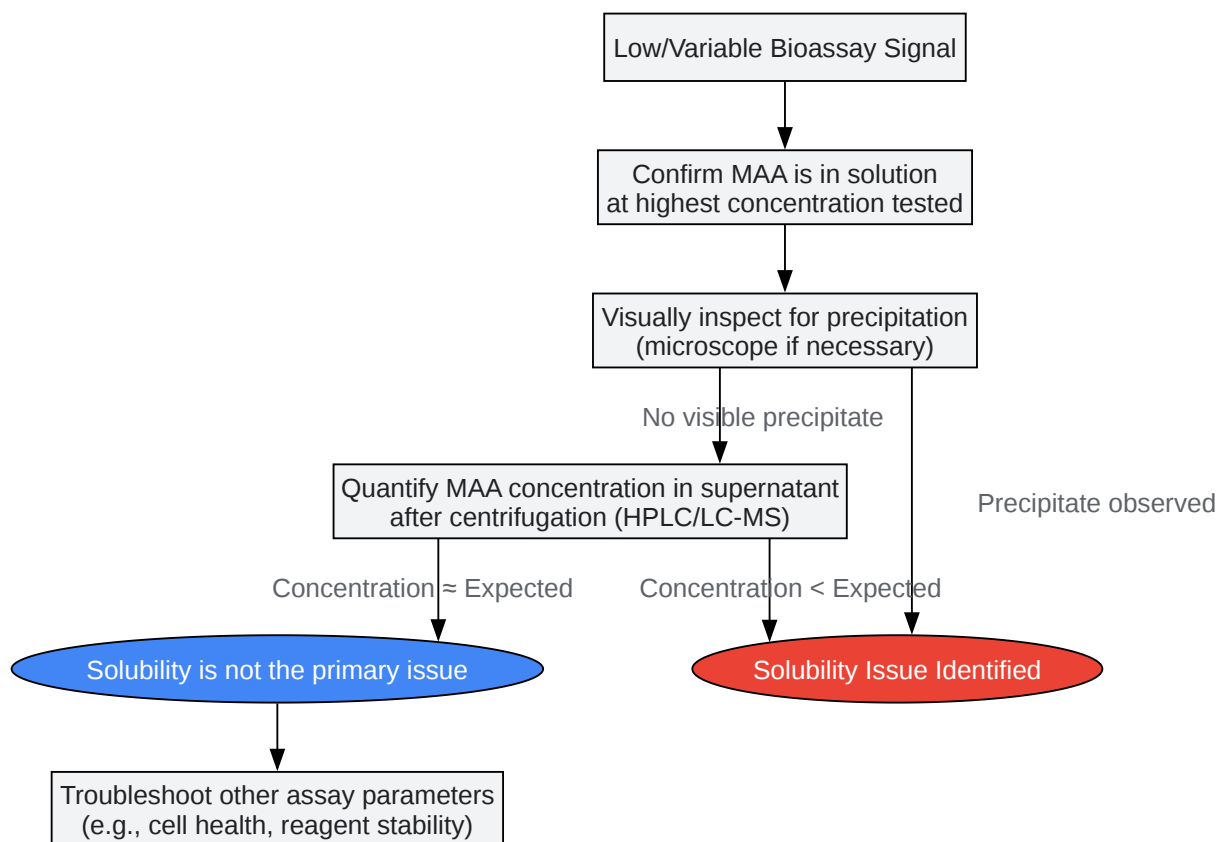 Low/Variable Bioassay Signal
Confirm MAA is in solution
at highest concentration tested
Visually inspect for precipitation
(microscope if necessary)
No visible precipitate
Quantify MAA concentration in supernatant
after centrifugation (HPLC/LC-MS)
Precipitate observed
Concentration ≈ Expected
Concentration < Expected
Solubility is not the primary issue
Solubility Issue Identified
Troubleshoot other assay parameters
(e.g., cell health, reagent stability)